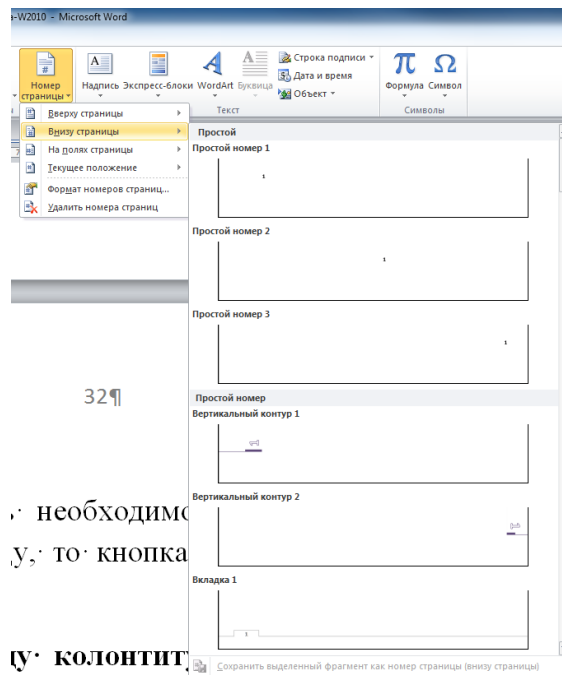 a-W2010 - Microsoft Word
Номер страницы
Надпись Экспресс-блоки WordArt Буквица
Строка подписи
Дата и время
Объект
Формула Символ
Текст
Символы
Вверху страницы
Внизу страницы
На полях страницы
Текущее положение
Формат номеров страниц...
Удалить номера страниц
Простой
Простой номер 1
1
Простой номер 2
1
Простой номер 3
1
Простой номер
Вертикальный контур 1
Вертикальный контур 2
Вкладка 1
1
Сохранить выделенный фрагмент как номер страницы (внизу страницы)
32¶
необходимо
у,· то· кнопка
цу· колонтит